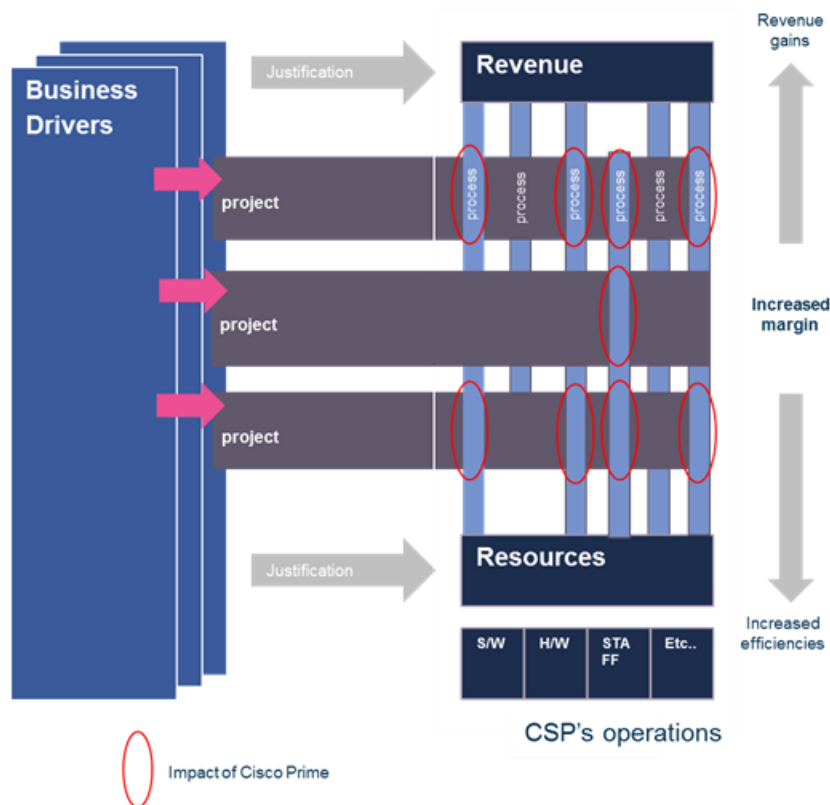 Revenue
gains
Justification
Revenue
Business
Drivers
project
process
process
process
process
process
process
project
Increased
margin
project
Justification
Resources
Increased
efficiencies
S/W
H/W
STA
FF
Etc..
CSP's operations
Impact of Cisco Prime